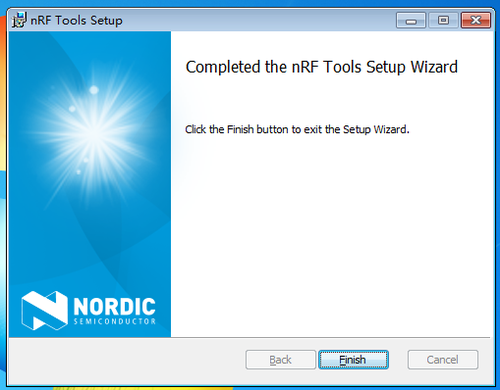 nRF Tools Setup
Completed the nRF Tools Setup Wizard
Click the Finish button to exit the Setup Wizard.
NORDIC
SEMICONDUCTOR
Back
Finish
Cancel